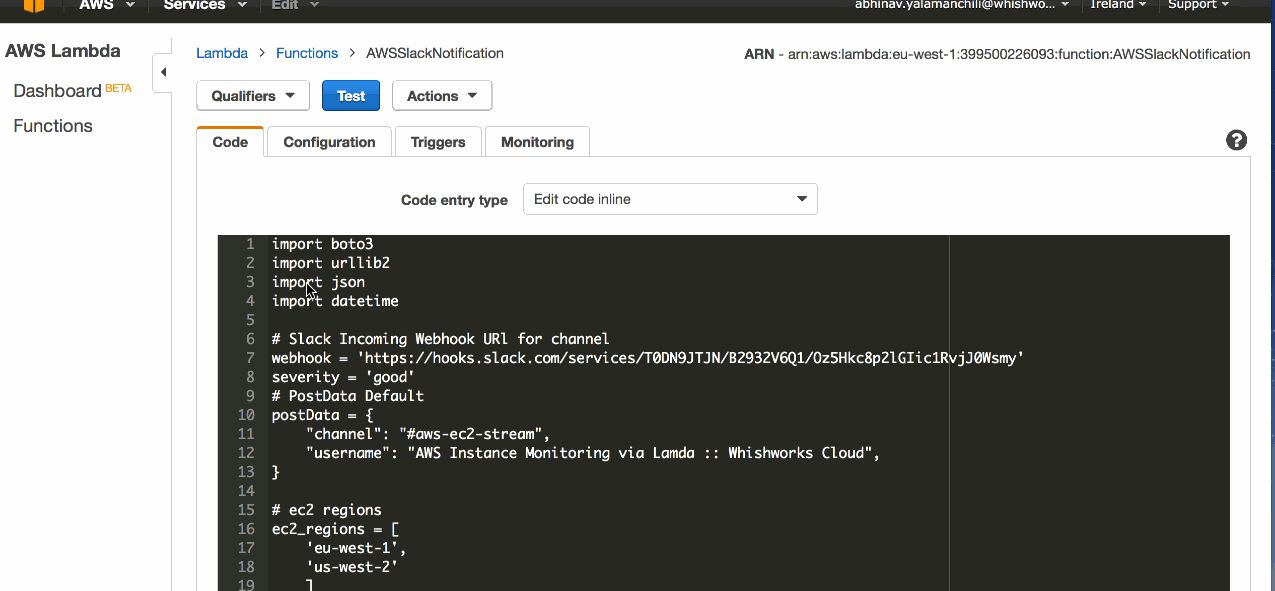 AWS Services Edit abhinav.yalamanchili@whishwo... Ireland Support
AWS Lambda
Dashboard BETA
Functions
Lambda > Functions > AWSSlackNotification
ARN - arn:aws:lambda:eu-west-1:399500226093:function:AWSSlackNotification
Qualifiers Test Actions
Code Configuration Triggers Monitoring
?
Code entry type Edit code inline
1 import boto3
2 import urllib2
3 import json
4 import datetime
5
6 # Slack Incoming Webhook URl for channel
7 webhook = 'https://hooks.slack.com/services/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'
8 severity = 'good'
9 # PostData Default
10 postData = {
11     "channel": "#aws-ec2-stream",
12     "username": "AWS Instance Monitoring via Lamda :: Whishworks Cloud",
13 }
14
15 # ec2 regions
16 ec2_regions = [
17     'eu-west-1',
18     'us-west-2'
19     ]